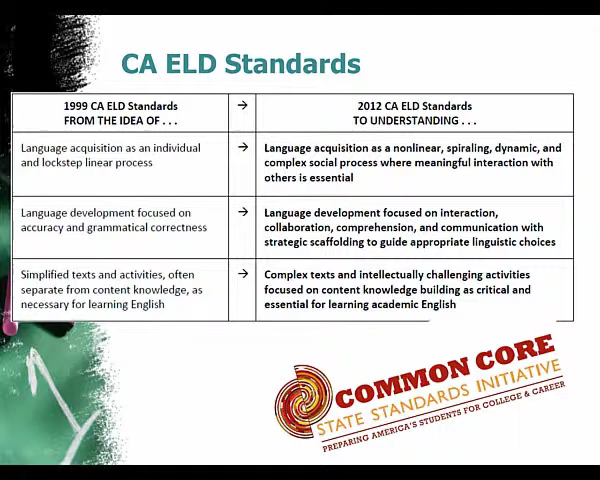 CA ELD Standards
1999 CA ELD Standards
FROM THE IDEA OF . . .
→
2012 CA ELD Standards
TO UNDERSTANDING . . .
Language acquisition as an individual
and lockstep linear process
→
Language acquisition as a nonlinear, spiraling, dynamic, and
complex social process where meaningful interaction with
others is essential
Language development focused on
accuracy and grammatical correctness
→
Language development focused on interaction,
collaboration, comprehension, and communication with
strategic scaffolding to guide appropriate linguistic choices
Simplified texts and activities, often
separate from content knowledge, as
necessary for learning English
→
Complex texts and intellectually challenging activities
focused on content knowledge building as critical and
essential for learning academic English
COMMON CORE
STATE STANDARDS INITIATIVE
PREPARING AMERICA'S STUDENTS FOR COLLEGE & CAREER